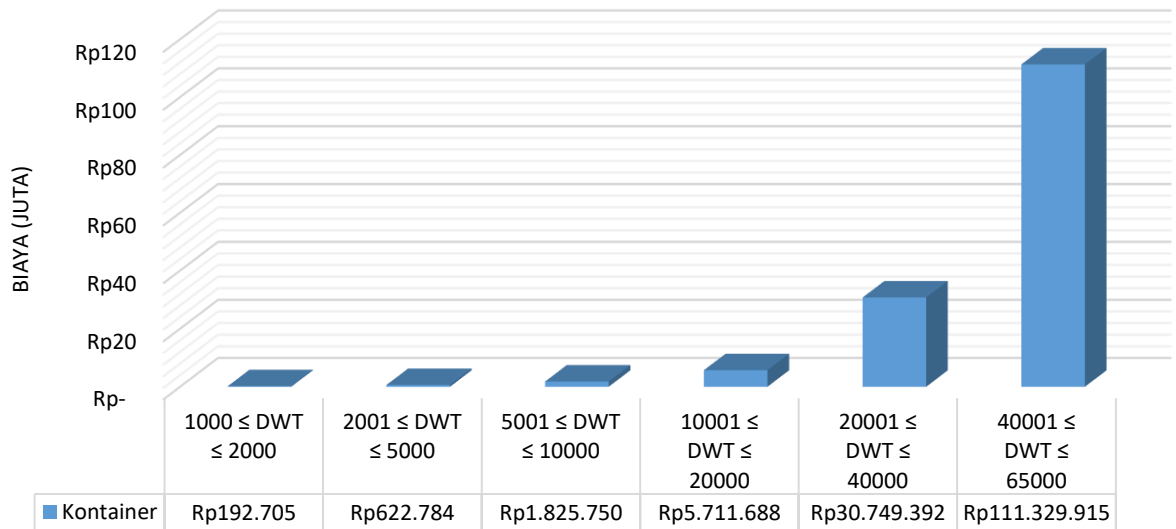 Rp120
Rp100
Rp80
Rp60
Rp40
Rp20
Rp-
BIAYA (JUTA)
1000 ≤ DWT
≤ 2000
2001 ≤ DWT
≤ 5000
5001 ≤ DWT
≤ 10000
10001 ≤
DWT ≤
20000
20001 ≤
DWT ≤
40000
40001 ≤
DWT ≤
65000
Kontainer Rp192.705 Rp622.784 Rp1.825.750 Rp5.711.688 Rp30.749.392 Rp111.329.915